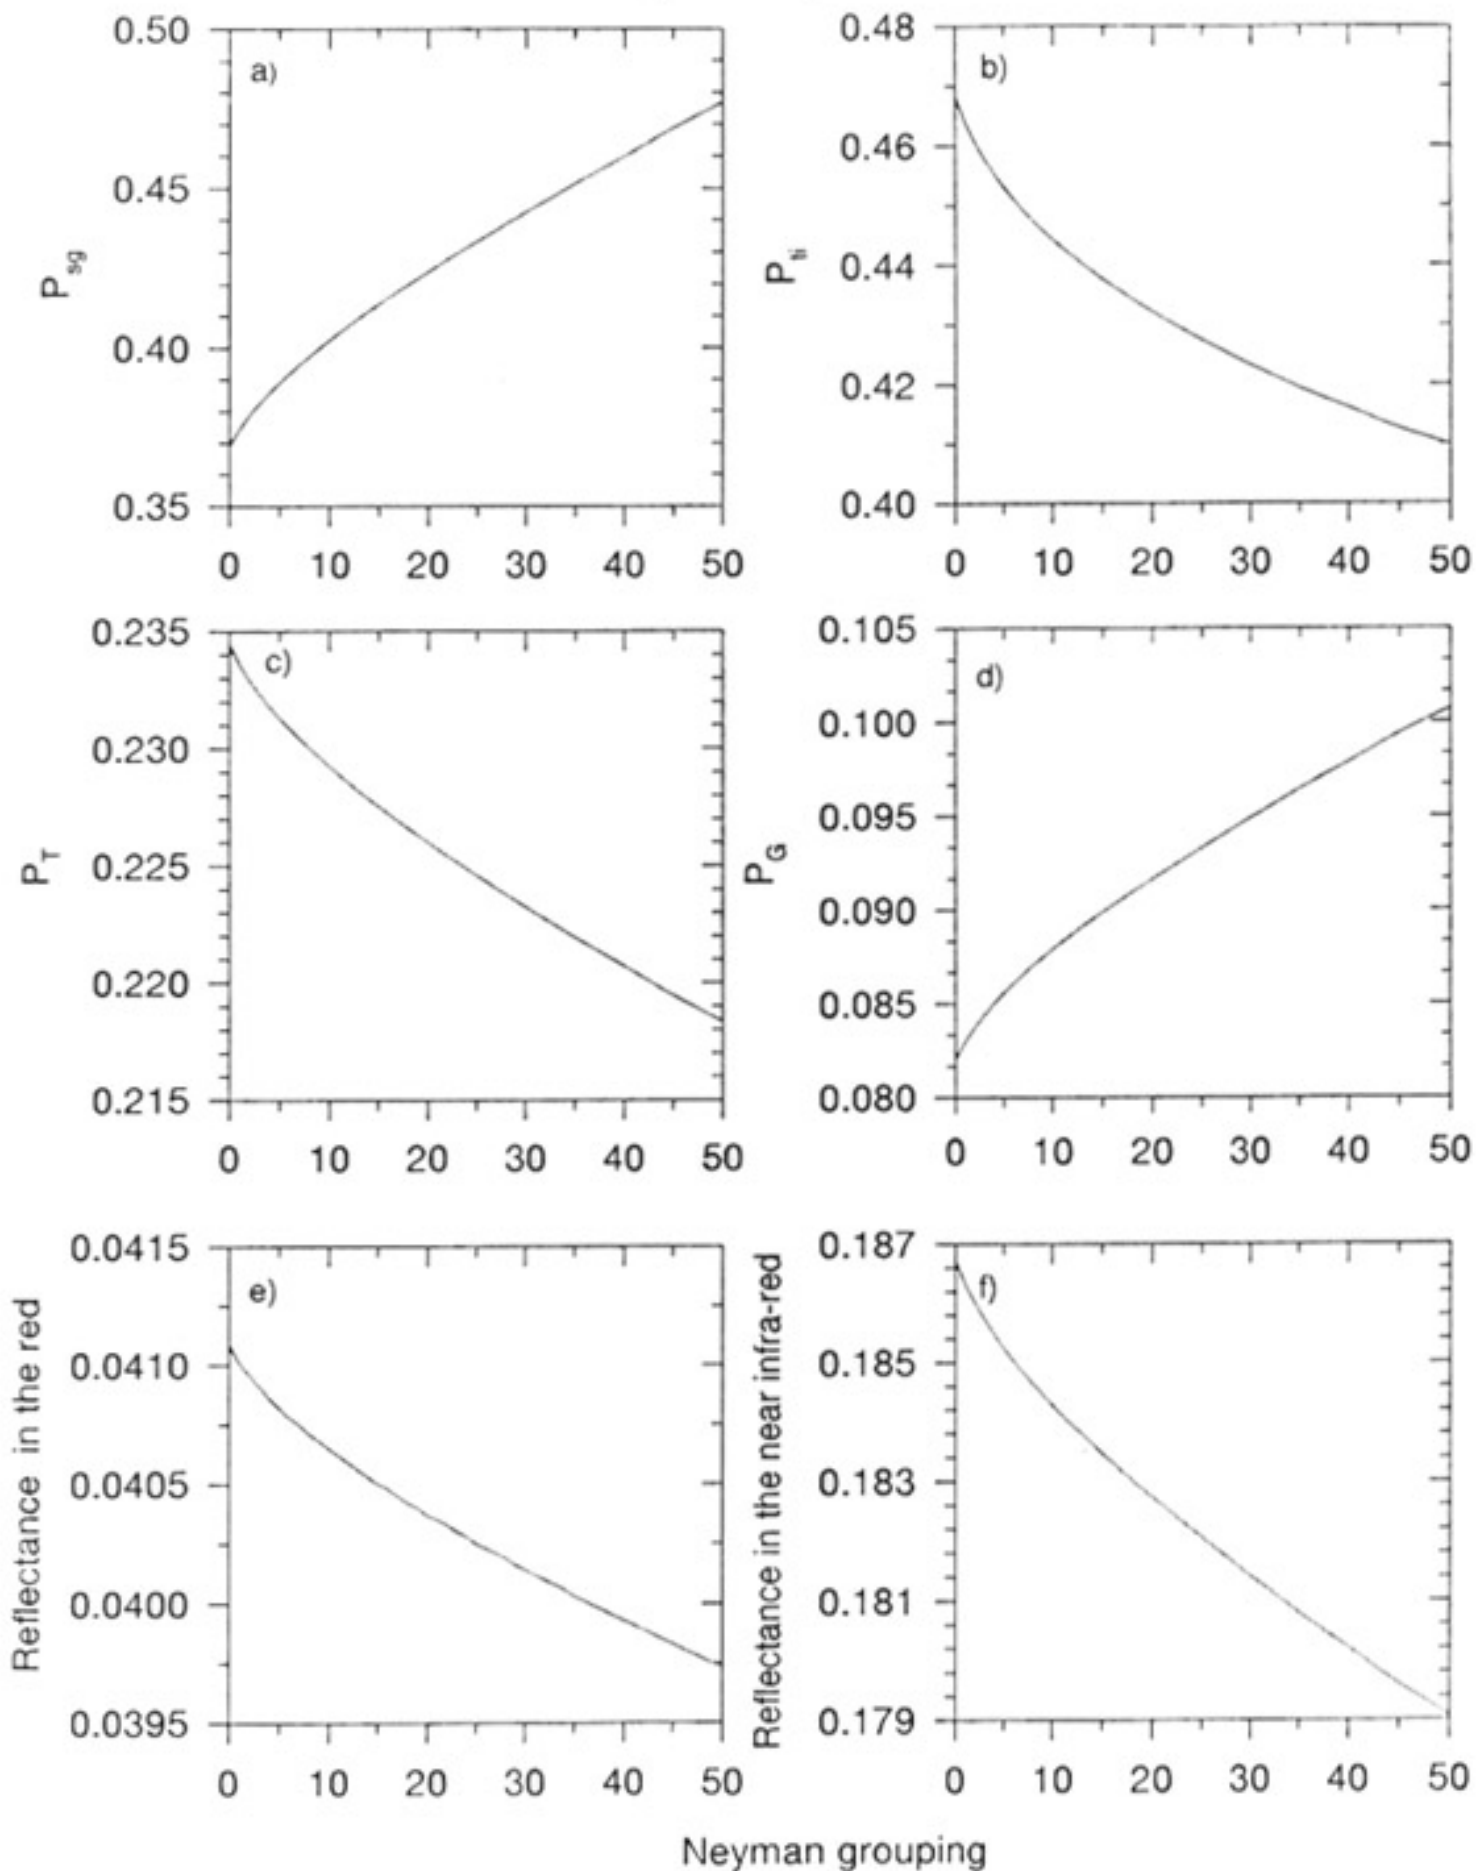 a)
P_sg
0.50
0.45
0.40
0.35
0 10 20 30 40 50
b)
P_ti
0.48
0.46
0.44
0.42
0.40
0 10 20 30 40 50
c)
P_T
0.235
0.230
0.225
0.220
0.215
0 10 20 30 40 50
d)
P_G
0.105
0.100
0.095
0.090
0.085
0.080
0 10 20 30 40 50
e)
Reflectance in the red
0.0415
0.0410
0.0405
0.0400
0.0395
0 10 20 30 40 50
f)
Reflectance in the near infra-red
0.187
0.185
0.183
0.181
0.179
0 10 20 30 40 50
Neyman grouping